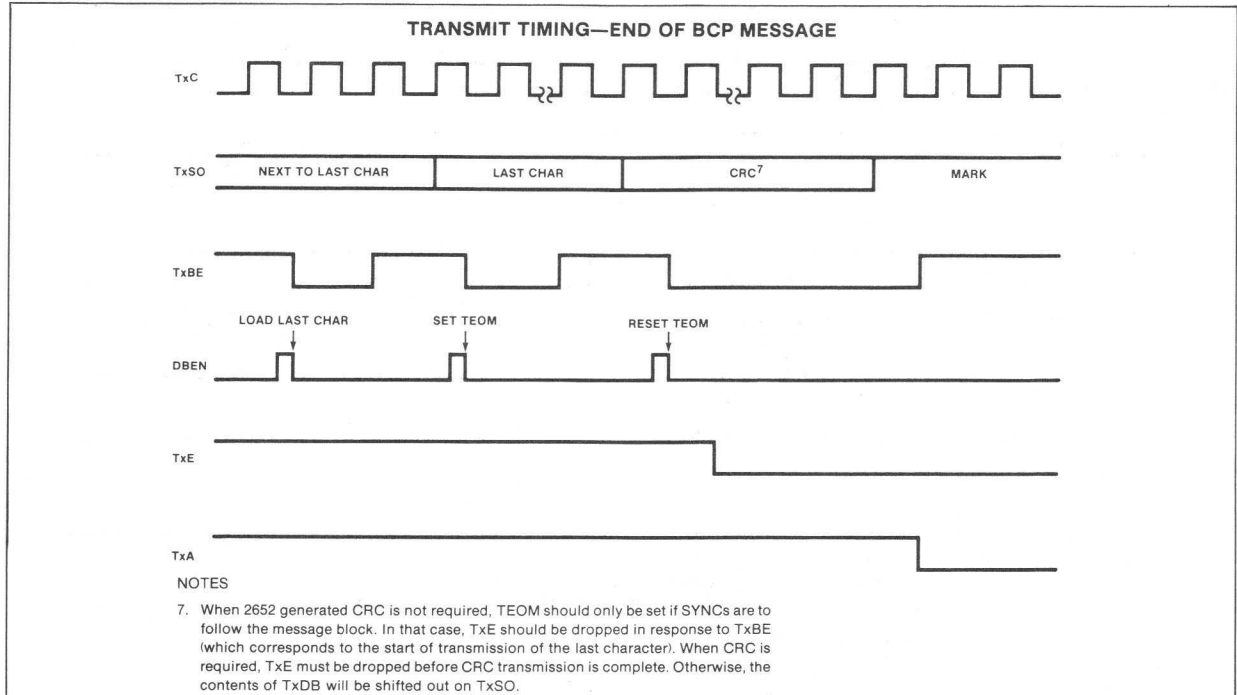 TRANSMIT TIMING—END OF BCP MESSAGE
TxC
TxSO
NEXT TO LAST CHAR
LAST CHAR
CRC7
MARK
TxBE
LOAD LAST CHAR
SET TEOM
RESET TEOM
DBEN
TxE
TxA
NOTES
7. When 2652 generated CRC is not required, TEOM should only be set if SYNCs are to
follow the message block. In that case, TxE should be dropped in response to TxBE
(which corresponds to the start of transmission of the last character). When CRC is
required, TxE must be dropped before CRC transmission is complete. Otherwise, the
contents of TxDB will be shifted out on TxSO.